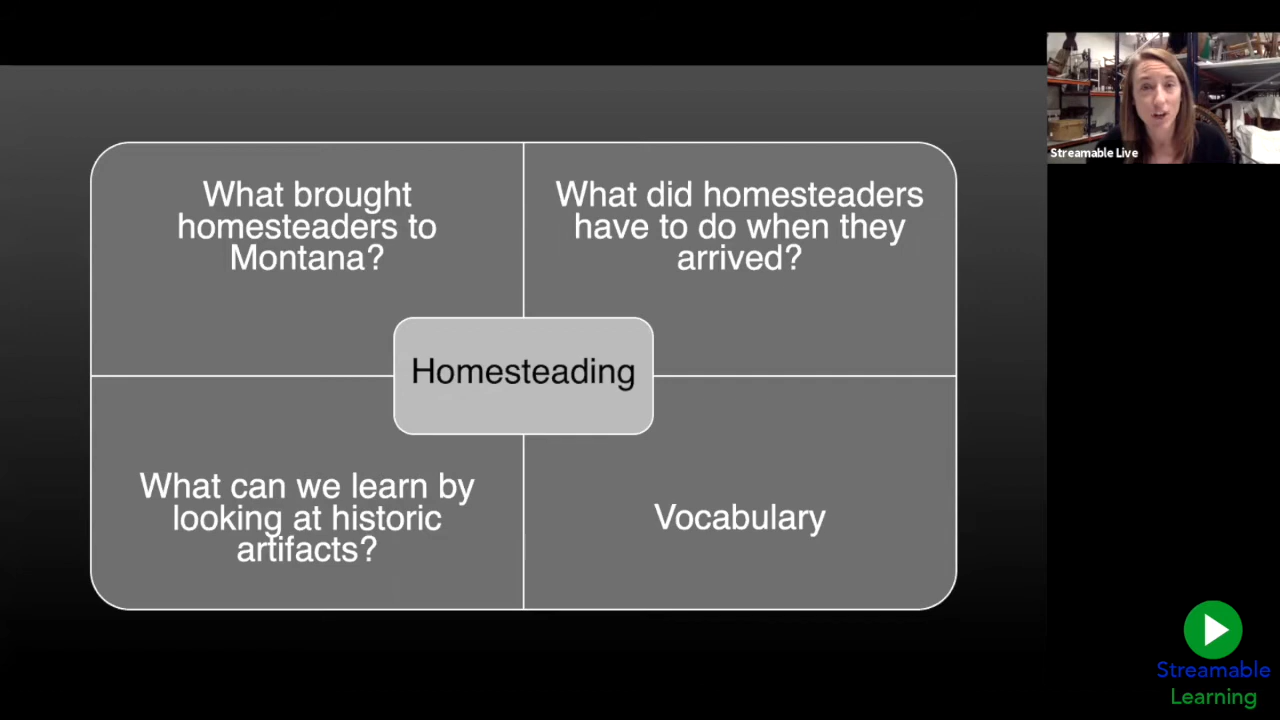 What brought
homesteaders to
Montana?
What did homesteaders
have to do when they
arrived?
Homesteading
What can we learn by
looking at historic
artifacts?
Vocabulary
Streamable Live
Streamable
Learning